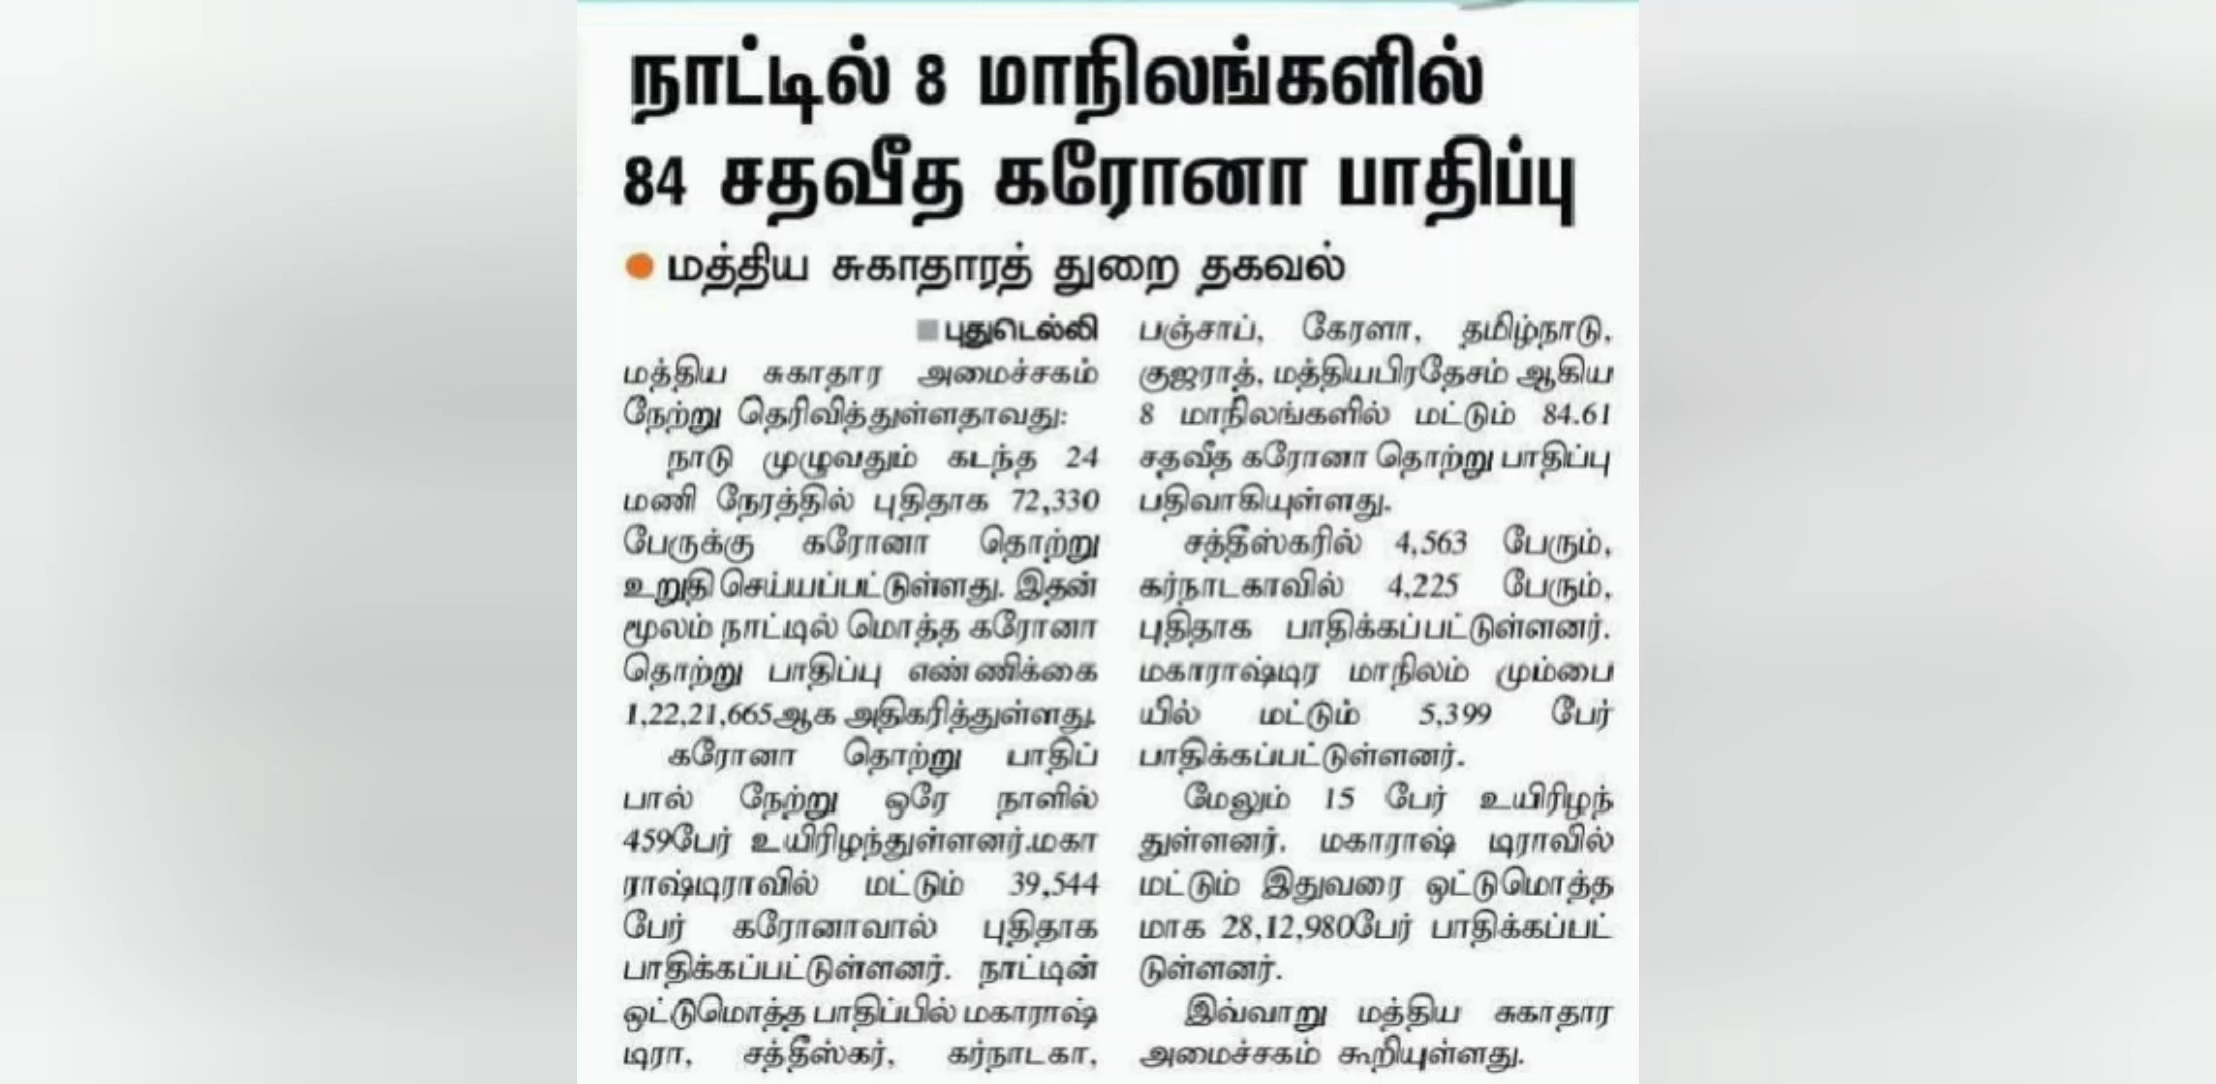 நாட்டில் 8 மாநிலங்களில்
84 சதவீத கரோனா பாதிப்பு
மத்திய சுகாதாரத் துறை தகவல்
புதுடெல்லி
மத்திய சுகாதார அமைச்சகம்
நேற்று தெரிவித்துள்ளதாவது:
நாடு முழுவதும் கடந்த 24
மணி நேரத்தில் புதிதாக 72,330
பேருக்கு கரோனா தொற்று
உறுதி செய்யப்பட்டுள்ளது. இதன்
மூலம் நாட்டில் மொத்த கரோனா
தொற்று பாதிப்பு எண்ணிக்கை
1,22,21,665ஆக அதிகரித்துள்ளது.
கரோனா தொற்று பாதிப்
பால் நேற்று ஒரே நாளில்
459பேர் உயிரிழந்துள்ளனர்.மகா
ராஷ்டிராவில் மட்டும் 39,544
பேர் கரோனாவால் புதிதாக
பாதிக்கப்பட்டுள்ளனர். நாட்டின்
ஒட்டுமொத்த பாதிப்பில் மகாராஷ்
டிரா, சத்தீஸ்கர், கர்நாடகா,
பஞ்சாப், கேரளா, தமிழ்நாடு,
குஜராத், மத்தியபிரதேசம் ஆகிய
8 மாநிலங்களில் மட்டும் 84.61
சதவீத கரோனா தொற்று பாதிப்பு
பதிவாகியுள்ளது.
சத்தீஸ்கரில் 4,563 பேரும்,
கர்நாடகாவில் 4,225 பேரும்,
புதிதாக பாதிக்கப்பட்டுள்ளனர்.
மகாராஷ்டிர மாநிலம் மும்பை
யில் மட்டும் 5,399 பேர்
பாதிக்கப்பட்டுள்ளனர்.
மேலும் 15 பேர் உயிரிழந்
துள்ளனர். மகாராஷ் டிராவில்
மட்டும் இதுவரை ஒட்டுமொத்த
மாக 28,12,980பேர் பாதிக்கப்பட்
டுள்ளனர்.
இவ்வாறு மத்திய சுகாதார
அமைச்சகம் கூறியுள்ளது.